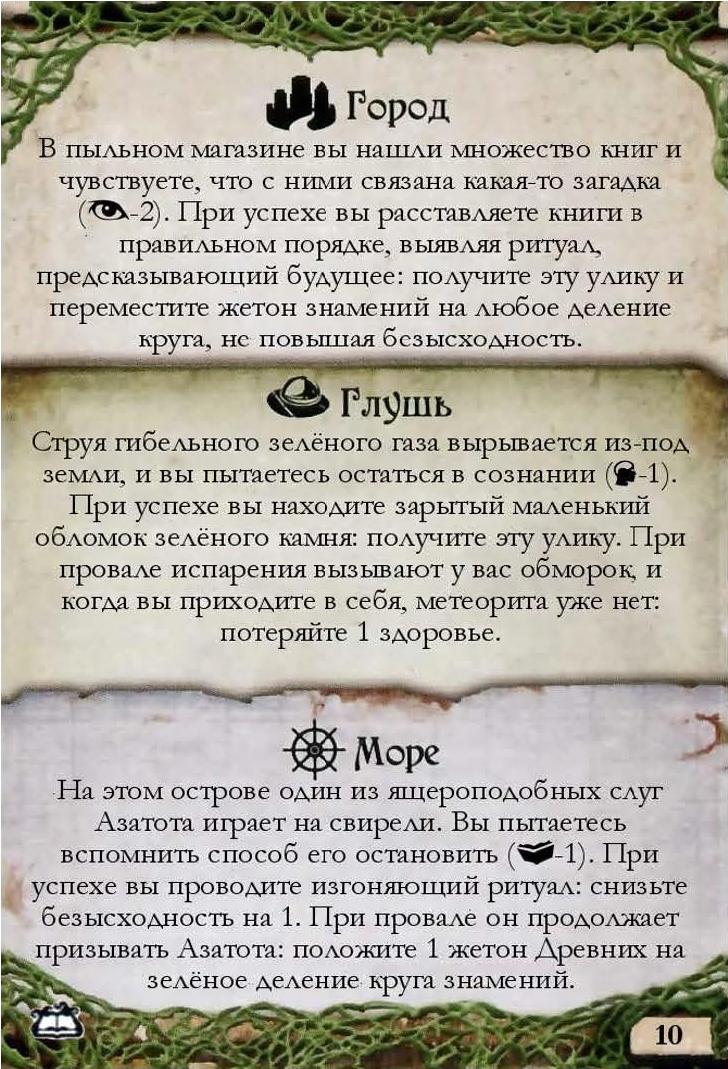 Город
В пыльном магазине вы нашли множество книг и
чувствуете, что с ними связана какая-то загадка
(-2). При успехе вы расставляете книги в
правильном порядке, выявляя ритуал,
предсказывающий будущее: получите эту улику и
переместите жетон знамений на любое деление
круга, не повышая безысходность.
Глушь
Струя гибельного зелёного газа вырывается из-под
земли, и вы пытаетесь остаться в сознании (-1).
При успехе вы находите зарытый маленький
обломок зелёного камня: получите эту улику. При
провале испарения вызывают у вас обморок, и
когда вы приходите в себя, метеорита уже нет:
потеряйте 1 здоровье.
Море
На этом острове один из ящероподобных слуг
Азатота играет на свирели. Вы пытаетесь
вспомнить способ его остановить (-1). При
успехе вы проводите изгоняющий ритуал: снизьте
безысходность на 1. При провале он продолжает
призывать Азатота: положите 1 жетон Древних на
зелёное деление круга знамений.
10